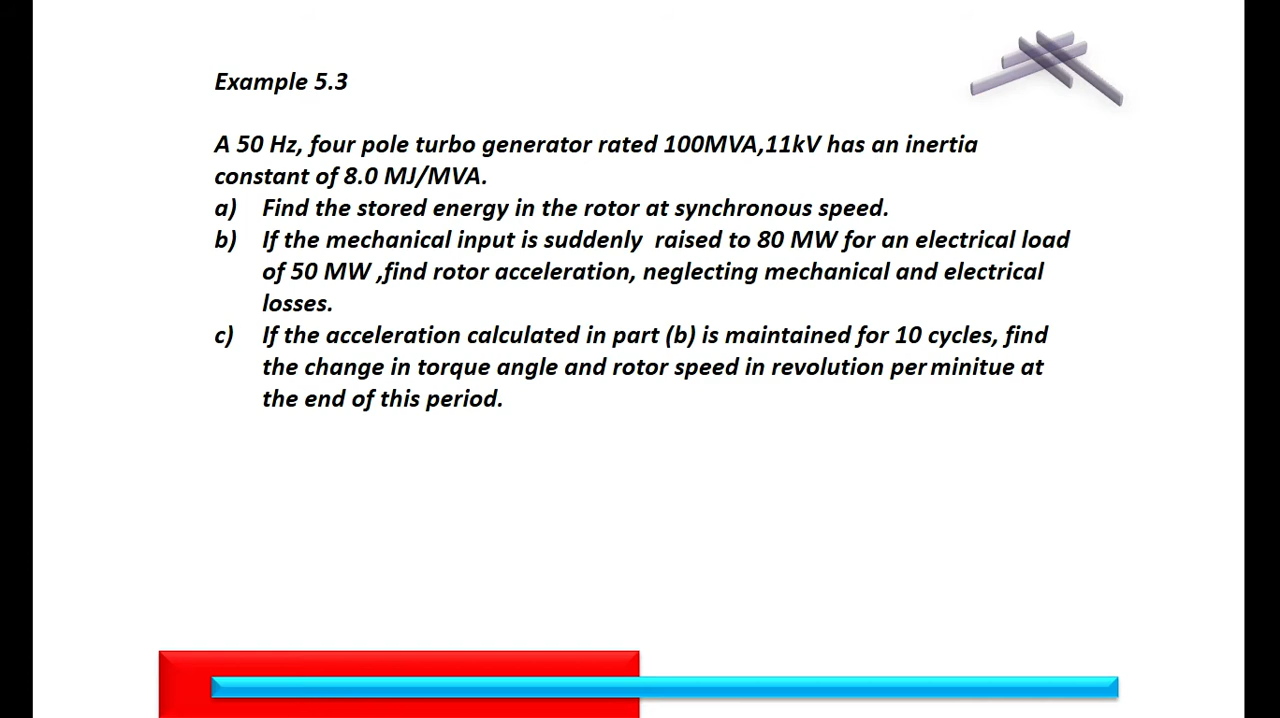 Example 5.3
A 50 Hz, four pole turbo generator rated 100MVA,11kV has an inertia
constant of 8.0 MJ/MVA.
a) Find the stored energy in the rotor at synchronous speed.
b) If the mechanical input is suddenly raised to 80 MW for an electrical load
of 50 MW ,find rotor acceleration, neglecting mechanical and electrical
losses.
c) If the acceleration calculated in part (b) is maintained for 10 cycles, find
the change in torque angle and rotor speed in revolution per minitue at
the end of this period.